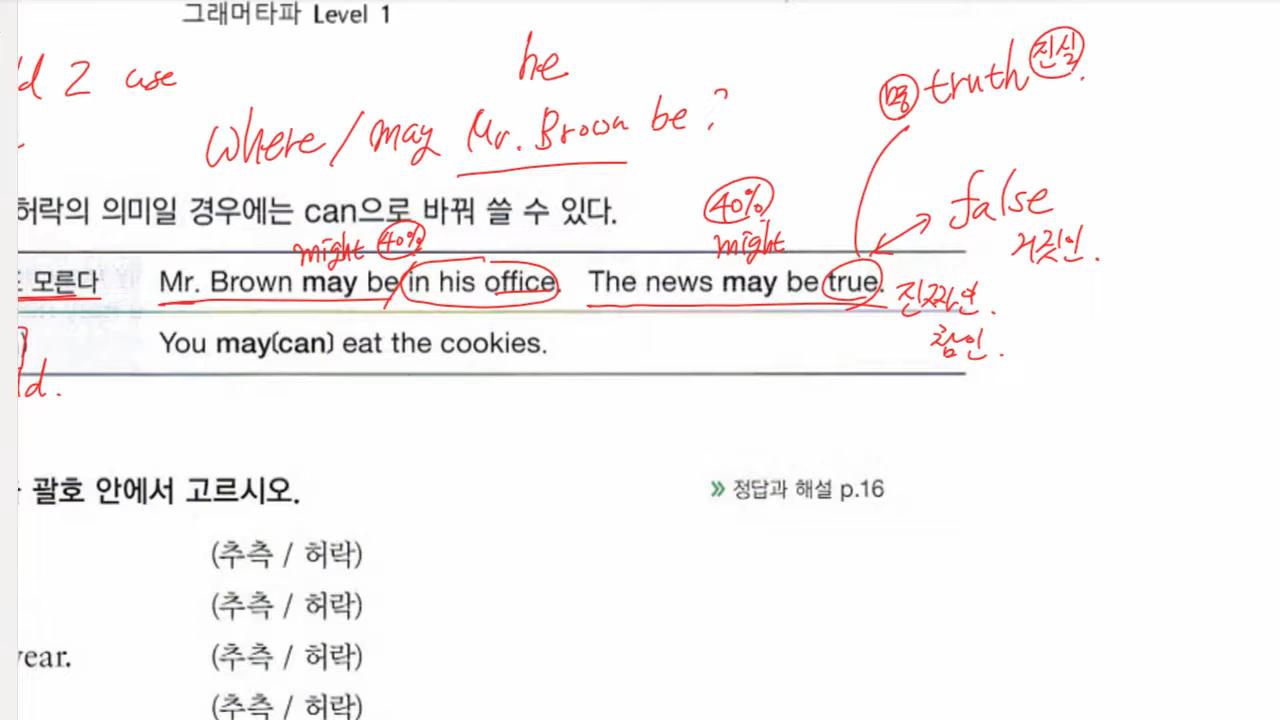 그래머타파 Level 1
d 2 use
he
명 truth 진실.
Where / may Mr. Brown be?
false
거짓인.
허락의 의미일 경우에는 can으로 바꿔 쓸 수 있다.
might 40%
40%
might
모른다 Mr. Brown may be in his office. The news may be true.
진짜인.
참인.
You may(can) eat the cookies.
ld.
괄호 안에서 고르시오.
» 정답과 해설 p.16
(추측 / 허락)
(추측 / 허락)
year. (추측 / 허락)
(추측 / 허락)